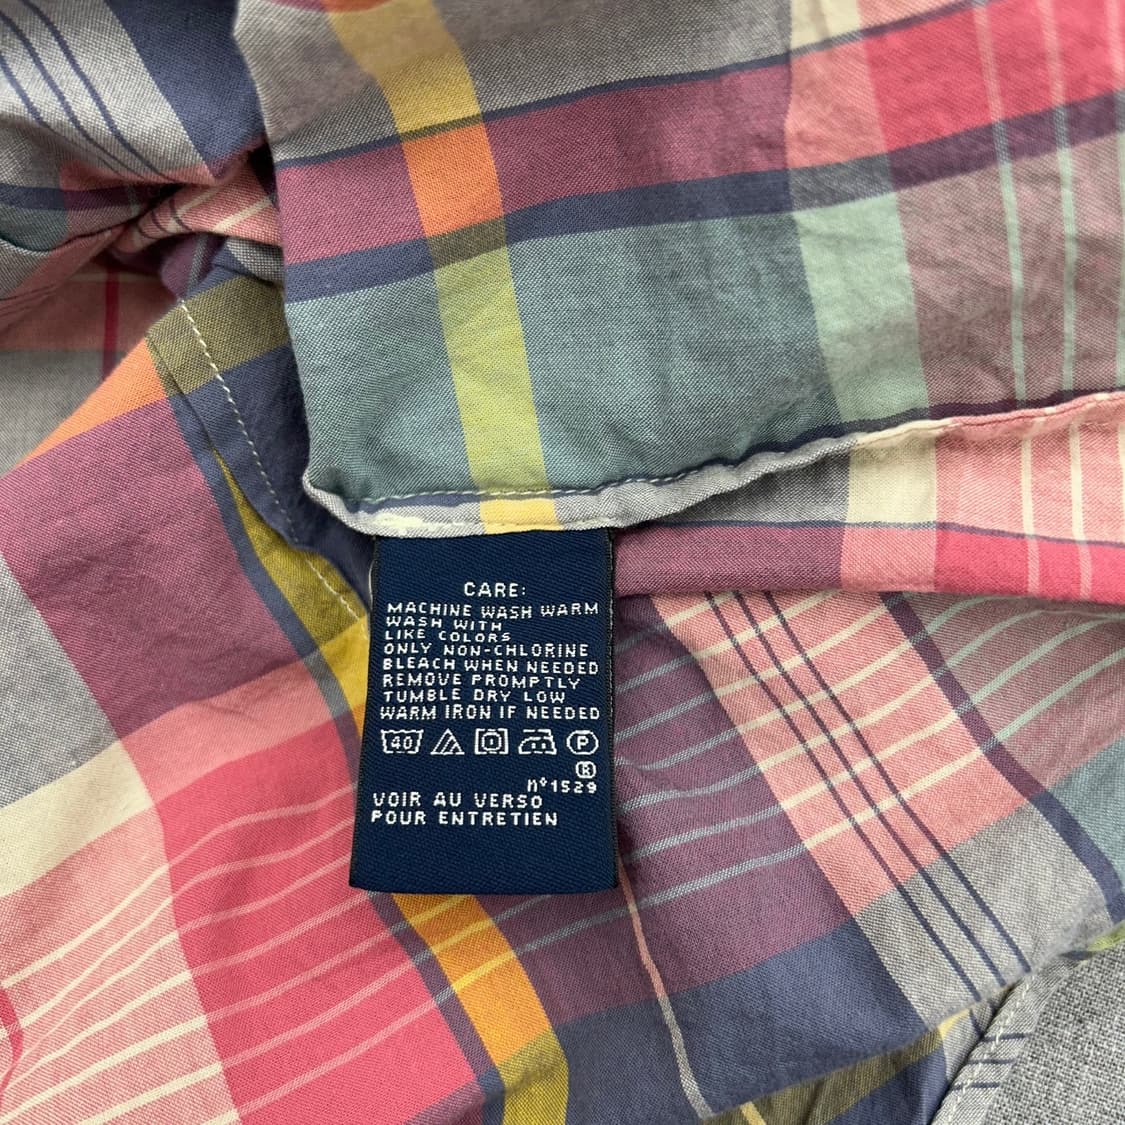 CARE:
MACHINE WASH WARM
WASH WITH
LIKE COLORS
ONLY NON-CHLORINE
BLEACH WHEN NEEDED
REMOVE PROMPTLY
TUMBLE DRY LOW
WARM IRON IF NEEDED
40 P
®
nº1529
VOIR AU VERSO
POUR ENTRETIEN